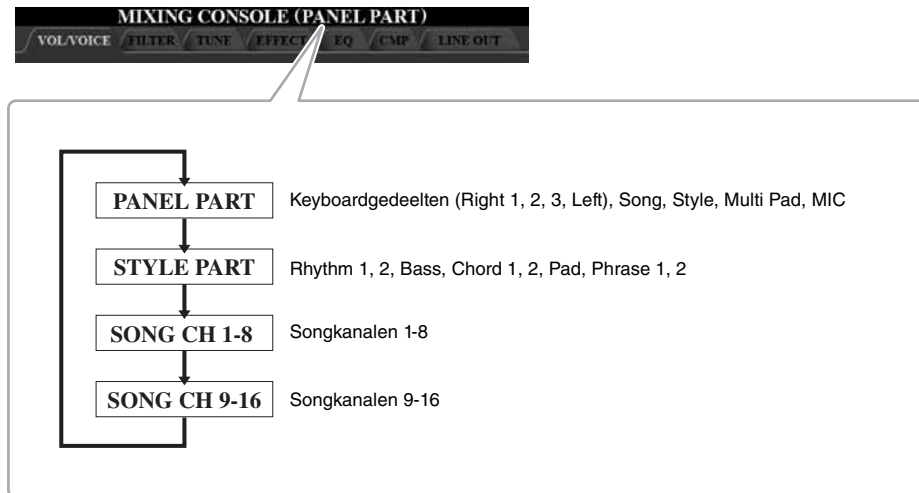 MIXING CONSOLE (PANEL PART)
VOL/VOICE FILTER TUNE EFFECT EQ CMP LINE OUT
PANEL PART Keyboardgedeelten (Right 1, 2, 3, Left), Song, Style, Multi Pad, MIC
STYLE PART Rhythm 1, 2, Bass, Chord 1, 2, Pad, Phrase 1, 2
SONG CH 1-8 Songkanalen 1-8
SONG CH 9-16 Songkanalen 9-16